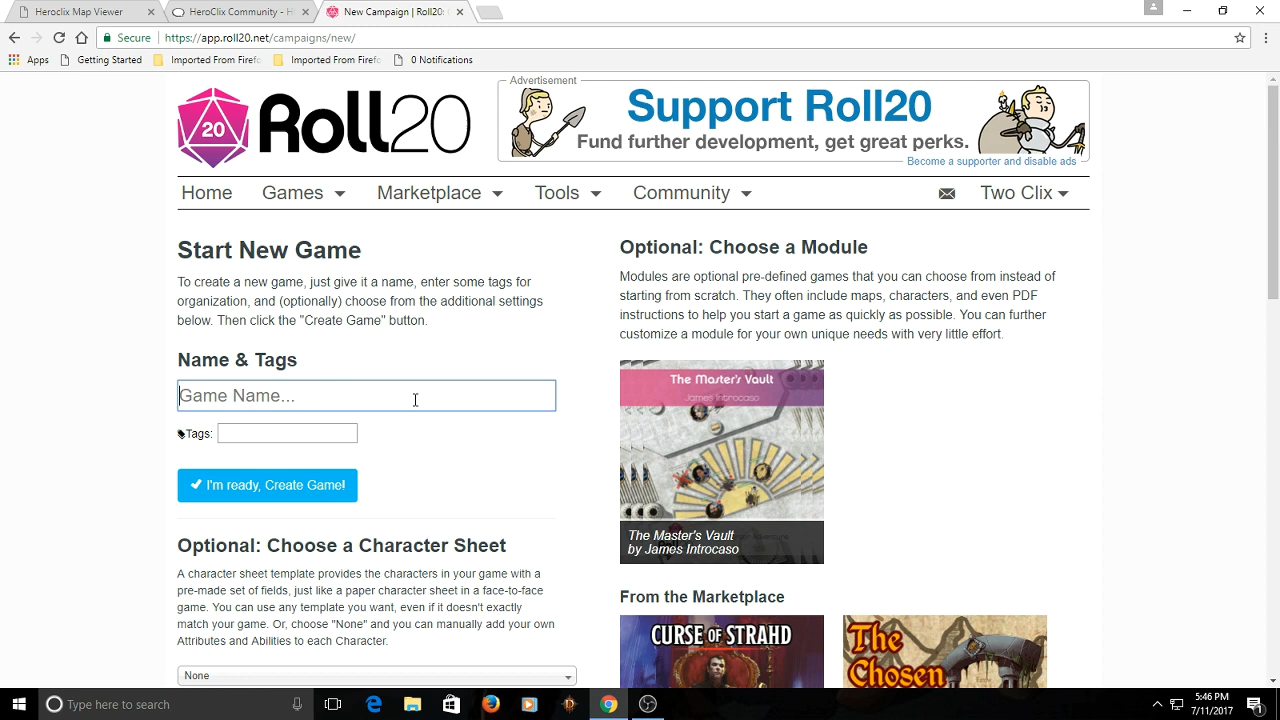 Heroclix Map Viewer
HeroClix Community - H
New Campaign | Roll20:
Secure
https://app.roll20.net/campaigns/new/
Apps
Getting Started
Imported From Firefo
Imported From Firefo
0 Notifications
20
Roll20
Advertisement
Support Roll20
Fund further development, get great perks.
Become a supporter and disable ads
Home
Games
Marketplace
Tools
Community
Two Clix
Start New Game
To create a new game, just give it a name, enter some tags for
organization, and (optionally) choose from the additional settings
below. Then click the "Create Game" button.
Name & Tags
Game Name...
Tags:
I'm ready, Create Game!
Optional: Choose a Character Sheet
A character sheet template provides the characters in your game with a
pre-made set of fields, just like a paper character sheet in a face-to-face
game. You can use any template you want, even if it doesn't exactly
match your game. Or, choose "None" and you can manually add your own
Attributes and Abilities to each Character.
None
Optional: Choose a Module
Modules are optional pre-defined games that you can choose from instead of
starting from scratch. They often include maps, characters, and even PDF
instructions to help you start a game as quickly as possible. You can further
customize a module for your own unique needs with very little effort.
The Master's Vault
James Introcaso
The Master's Vault
by James Introcaso
From the Marketplace
CURSE OF STRAHD
The
Chosen
Type here to search
5:46 PM
7/11/2017
1